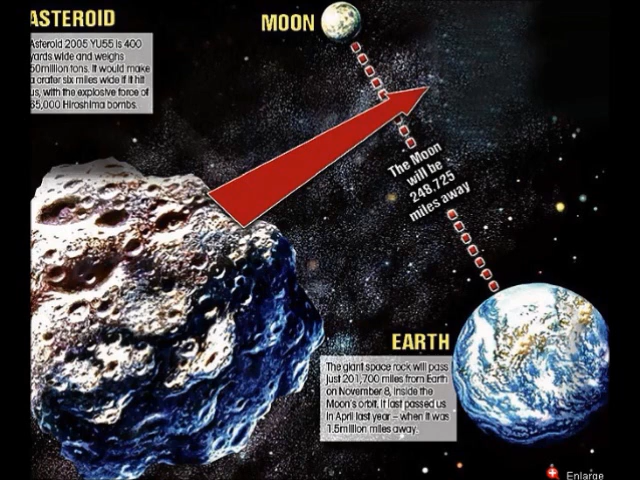 ASTEROID
Asteroid 2005 YU55 is 400
yards wide and weighs
50million tons. It would make
a crater six miles wide if it hit
us, with the explosive force of
65,000 Hiroshima bombs.
MOON
The Moon
will be
248,725
miles away
EARTH
The giant space rock will pass
just 201,700 miles from Earth
on November 8, inside the
Moon's orbit. It last passed us
in April last year – when it was
1.5million miles away.
Enlarge